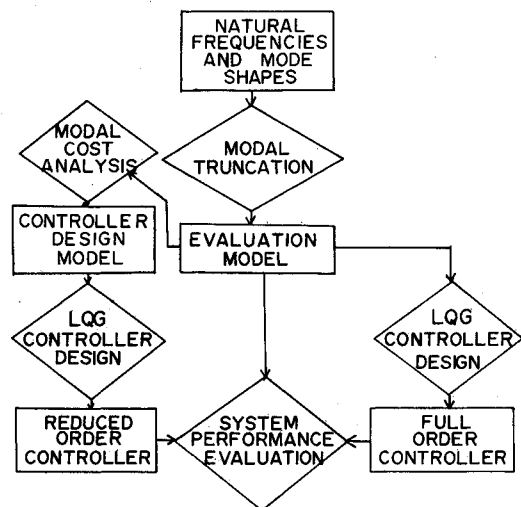 NATURAL
FREQUENCIES
AND MODE
SHAPES
MODAL
COST
ANALYSIS
MODAL
TRUNCATION
CONTROLLER
DESIGN
MODEL
EVALUATION
MODEL
LQG
CONTROLLER
DESIGN
LQG
CONTROLLER
DESIGN
REDUCED
ORDER
CONTROLLER
SYSTEM
PERFORMANCE
EVALUATION
FULL
ORDER
CONTROLLER